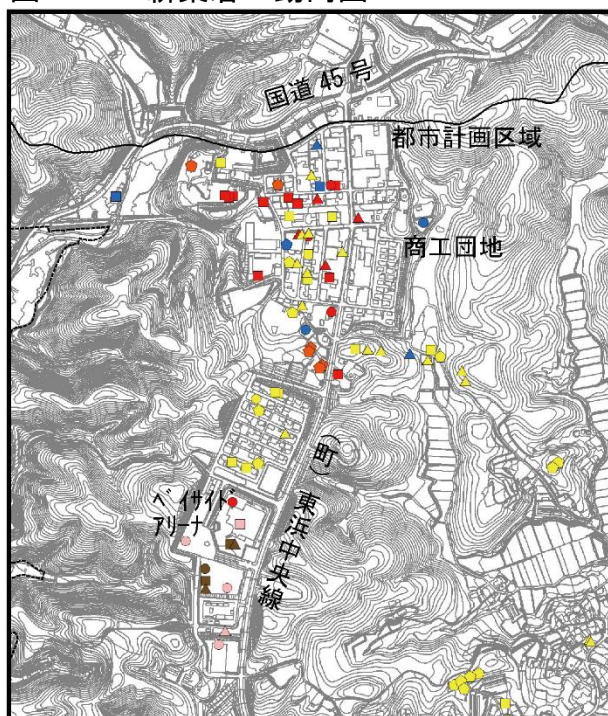 国道45号
都市計画区域
商工団地
ベイサイド
アリーナ
(町)東浜中央線